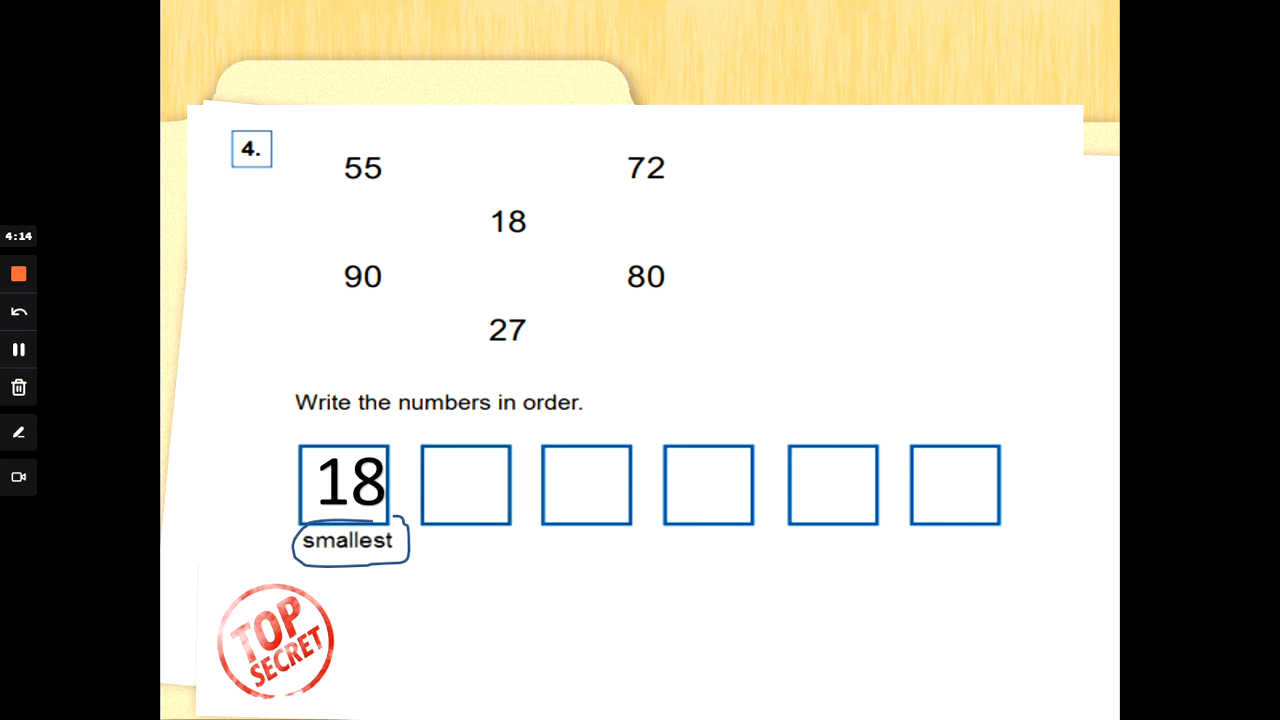 4:14
4.
55 72
18
90 80
27
Write the numbers in order.
18
smallest
TOP
SECRET